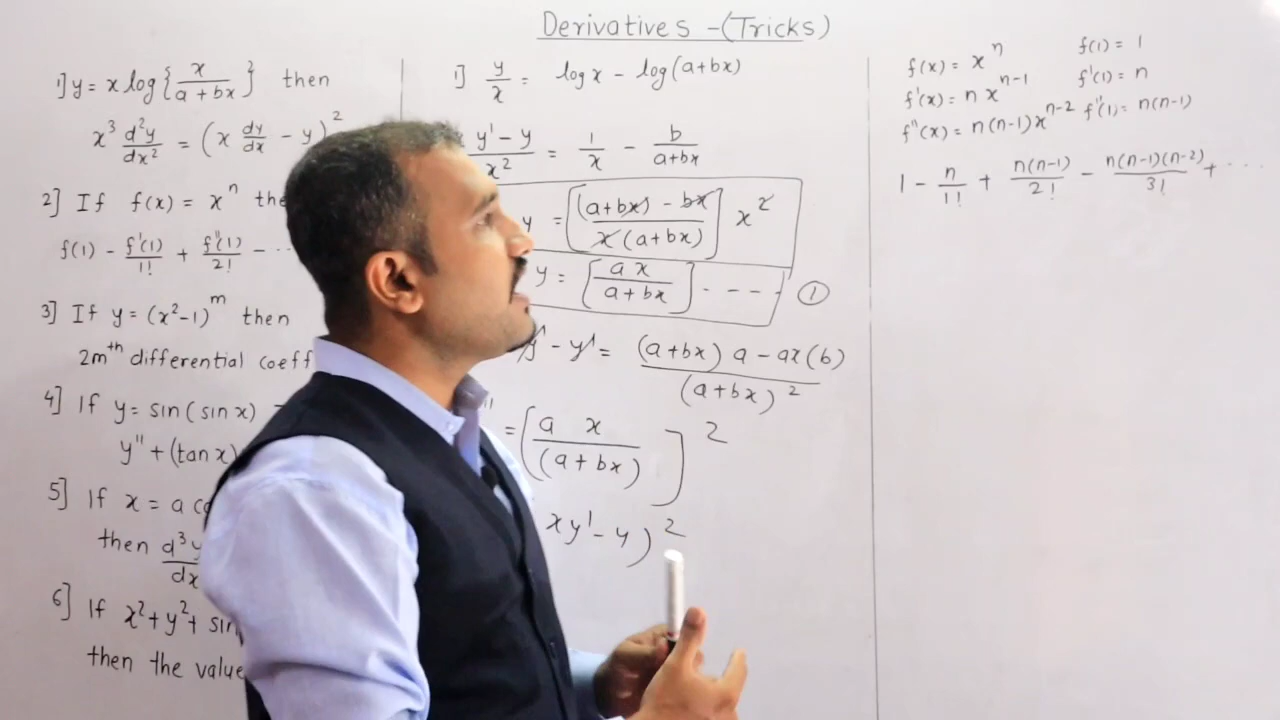 Derivatives -(Tricks)
1] y = x log{x/(a+bx)} then
x³ d²y/dx² = (x dy/dx - y)²
2] If f(x) = xⁿ
f(1) - f'(1)/1! + f''(1)/2! - ···
3] If y = (x²-1)ᵐ then
2mᵗʰ differential coeff
4] If y = sin(sin x)
y'' + (tan x)
5] If x = a
then d³y/dx
6] If x² + y² + sin
then the value
1) y/x = log x - log(a+bx)
y' - y/x² = 1/x - b/(a+bx)
y = [((a+bx) - bx)/(x(a+bx))] x²
y = [ax/(a+bx)] - - - - ①
- y' = ((a+bx) a - ax(b))/(a+bx)²
= [a x/(a+bx)]²
xy' - y)²
f(x) = xⁿ f(1) = 1
f'(x) = n xⁿ⁻¹ f'(1) = n
f''(x) = n(n-1)xⁿ⁻² f''(1) = n(n-1)
1 - n/1! + n(n-1)/2! - n(n-1)(n-2)/3! + ···